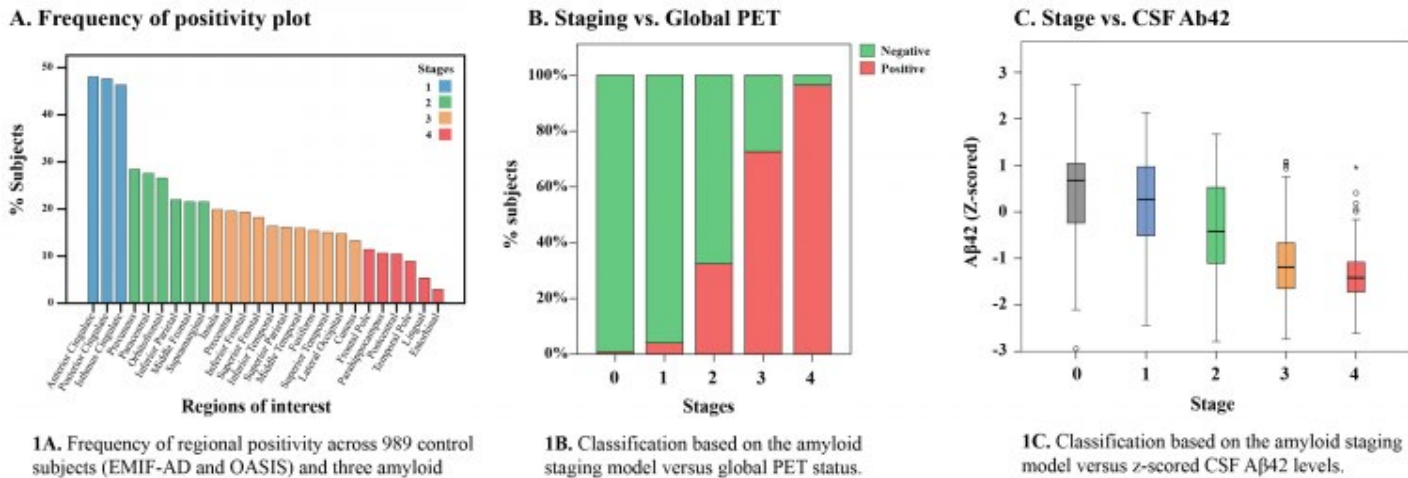 A. Frequency of positivity plot
% Subjects
50
40
30
20
10
0
Stages
1
2
3
4
Anterior Cingulate
Posterior Cingulate
Isthmus Cingulate
Precuneus
Paracentral
Orbitofrontal
Inferior Parietal
Middle Frontal
Supramarginal
Insula
Precentral
Inferior Frontal
Superior Frontal
Inferior Temporal
Superior Parietal
Middle Temporal
Fusiform
Superior Temporal
Lateral Occipital
Cuneus
Frontal Pole
Parahippocampus
Postcentral
Temporal Pole
Lingual
Entorhinal
Regions of interest
1A. Frequency of regional positivity across 989 control
subjects (EMIF-AD and OASIS) and three amyloid
B. Staging vs. Global PET
Negative
Positive
% subjects
100%
80%
60%
40%
20%
0%
0 1 2 3 4
Stages
1B. Classification based on the amyloid
staging model versus global PET status.
C. Stage vs. CSF Ab42
Aβ42 (Z-scored)
3
2
1
0
-1
-2
-3
0 1 2 3 4
Stage
1C. Classification based on the amyloid staging
model versus z-scored CSF Aβ42 levels.